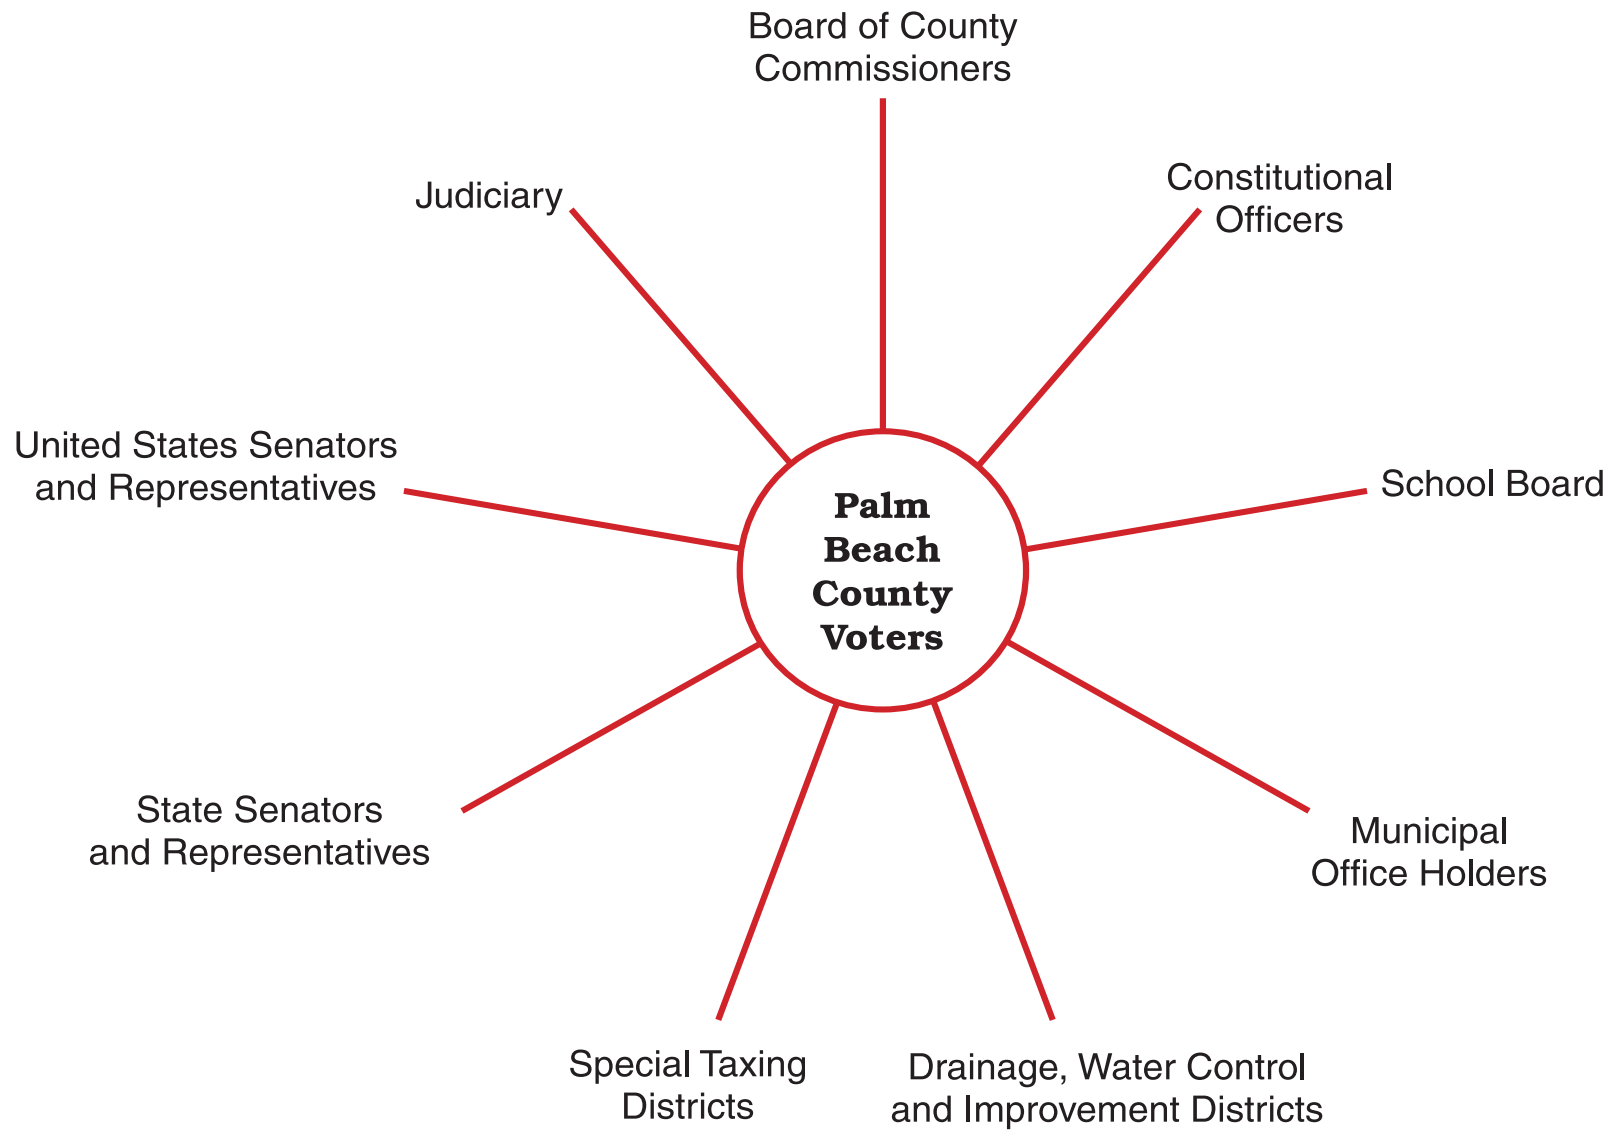 Board of County
Commissioners
Constitutional
Officers
Judiciary
United States Senators
and Representatives
School Board
Palm
Beach
County
Voters
State Senators
and Representatives
Municipal
Office Holders
Special Taxing
Districts
Drainage, Water Control
and Improvement Districts